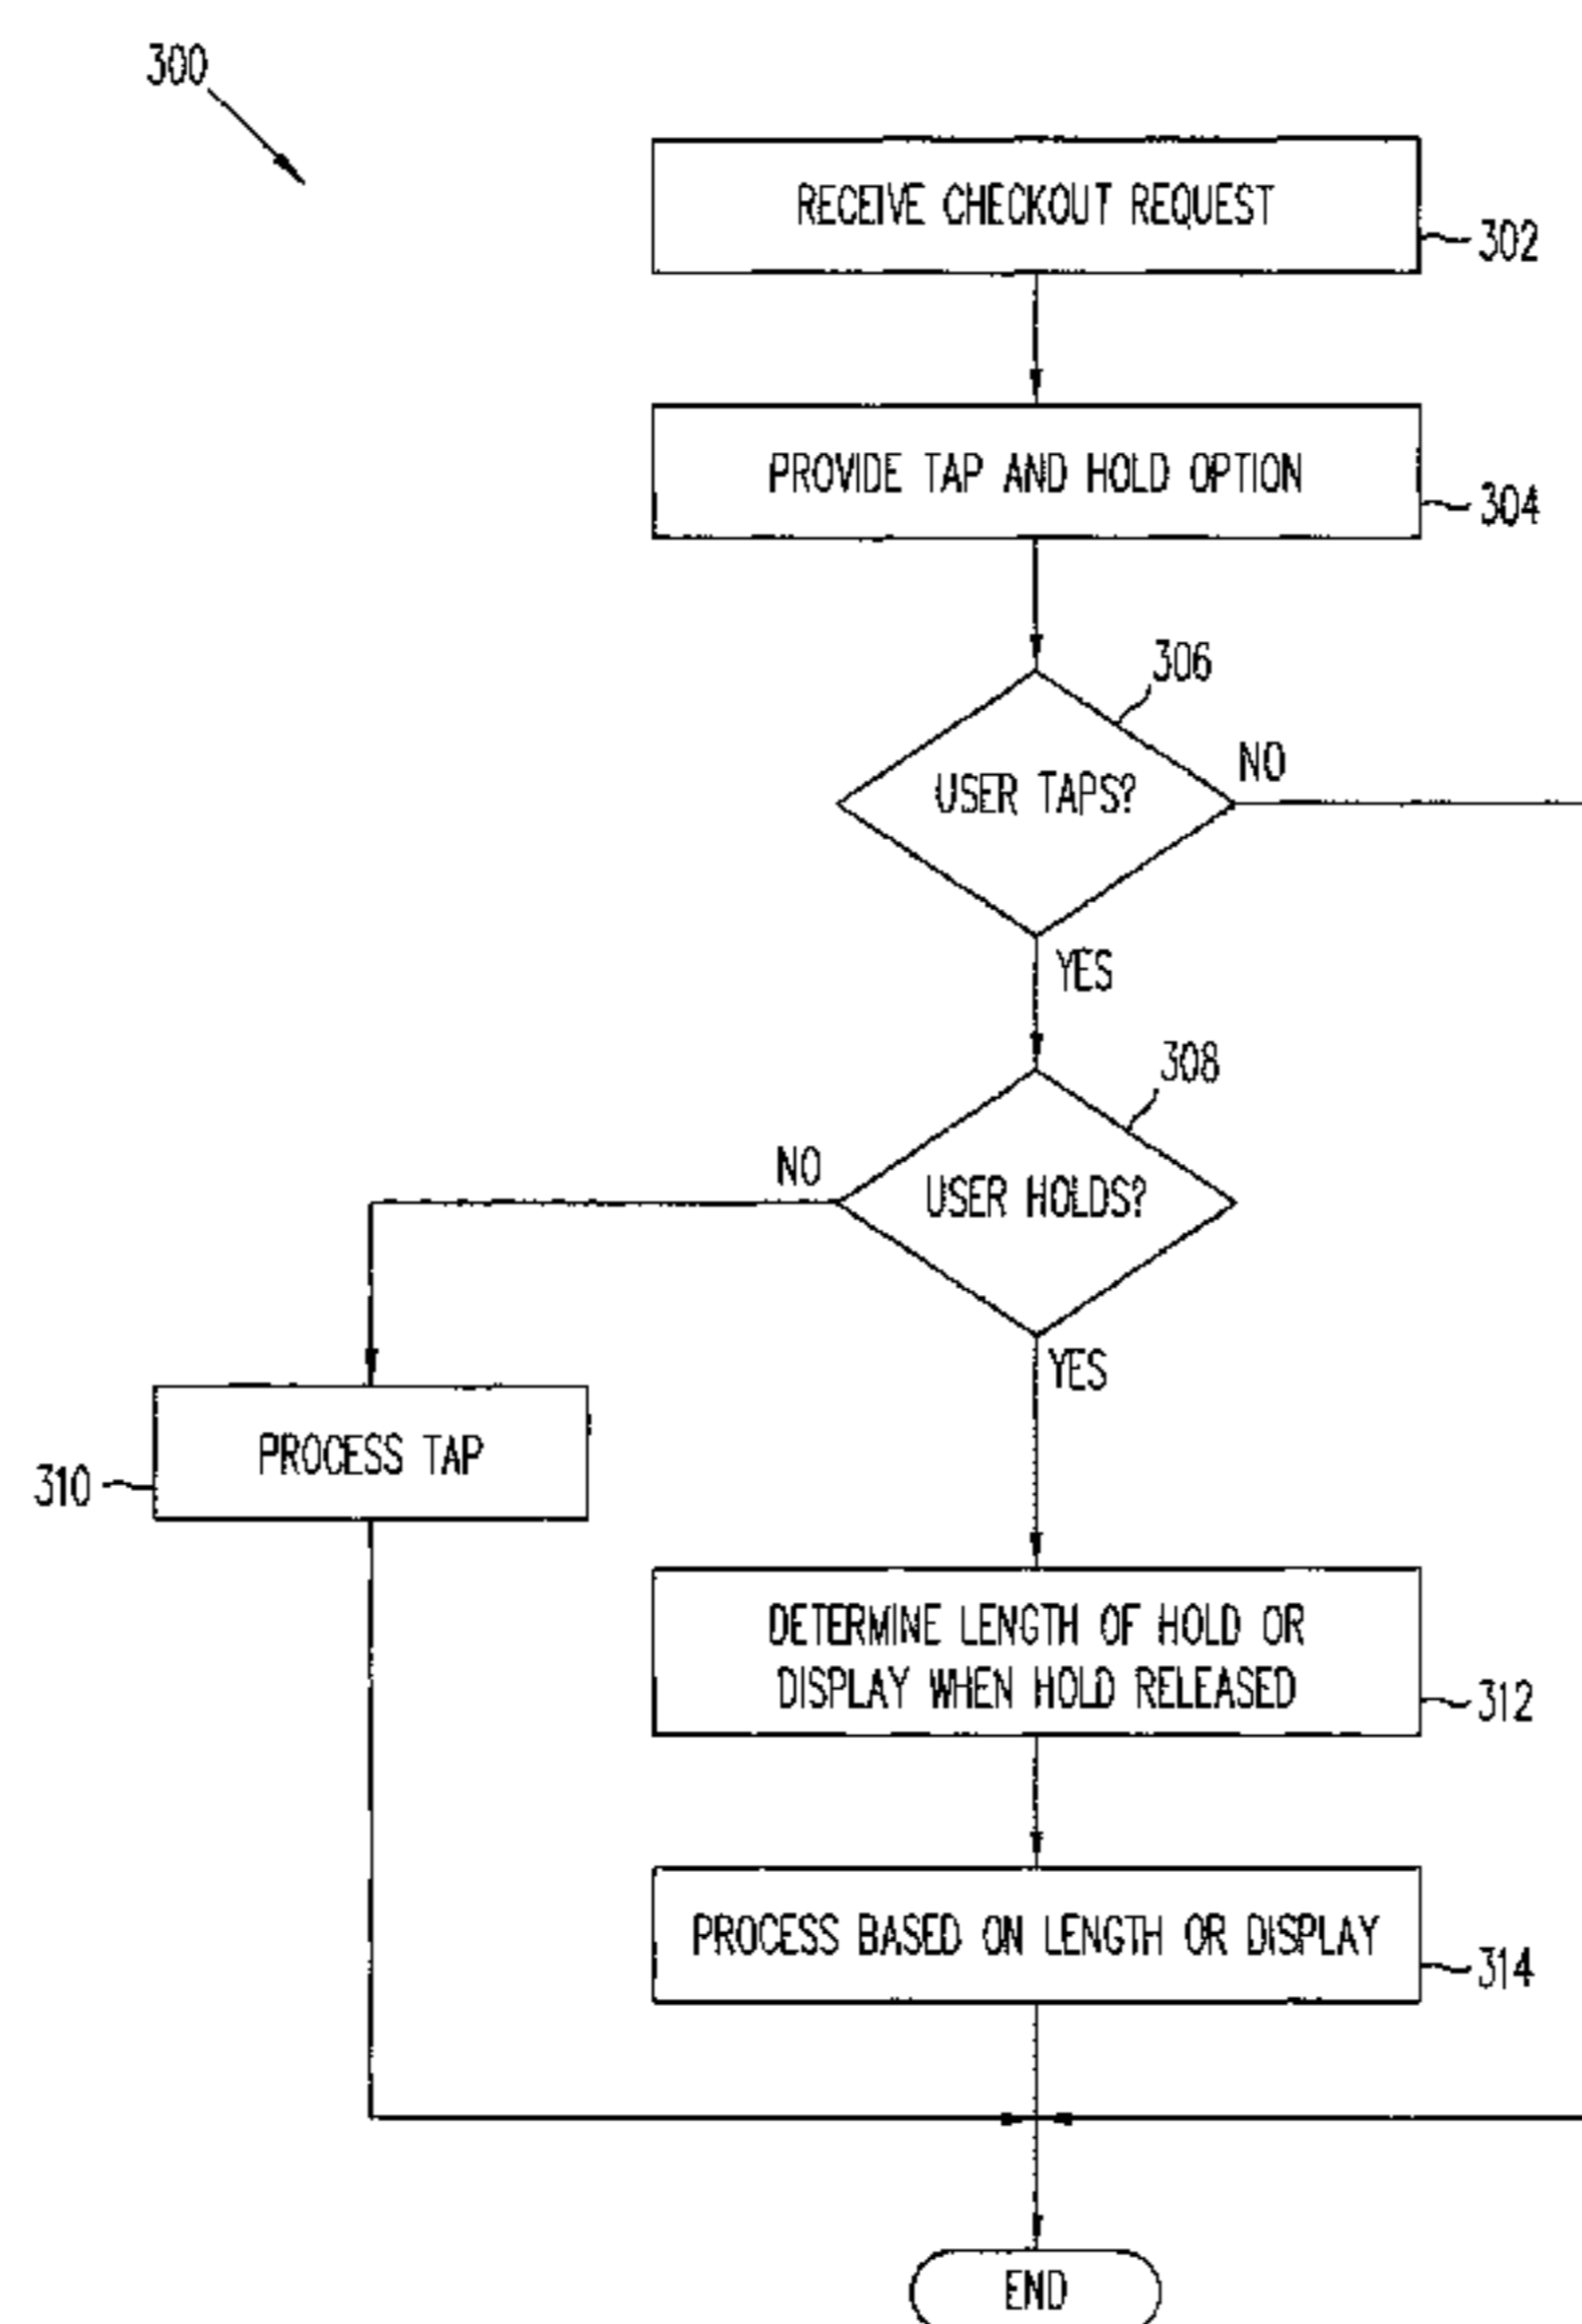 300
RECEIVE CHECKOUT REQUEST
302
PROVIDE TAP AND HOLD OPTION
304
306
USER TAPS?
NO
YES
308
USER HOLDS?
NO
YES
PROCESS TAP
310
DETERMINE LENGTH OF HOLD OR
DISPLAY WHEN HOLD RELEASED
312
PROCESS BASED ON LENGTH OR DISPLAY
314
END